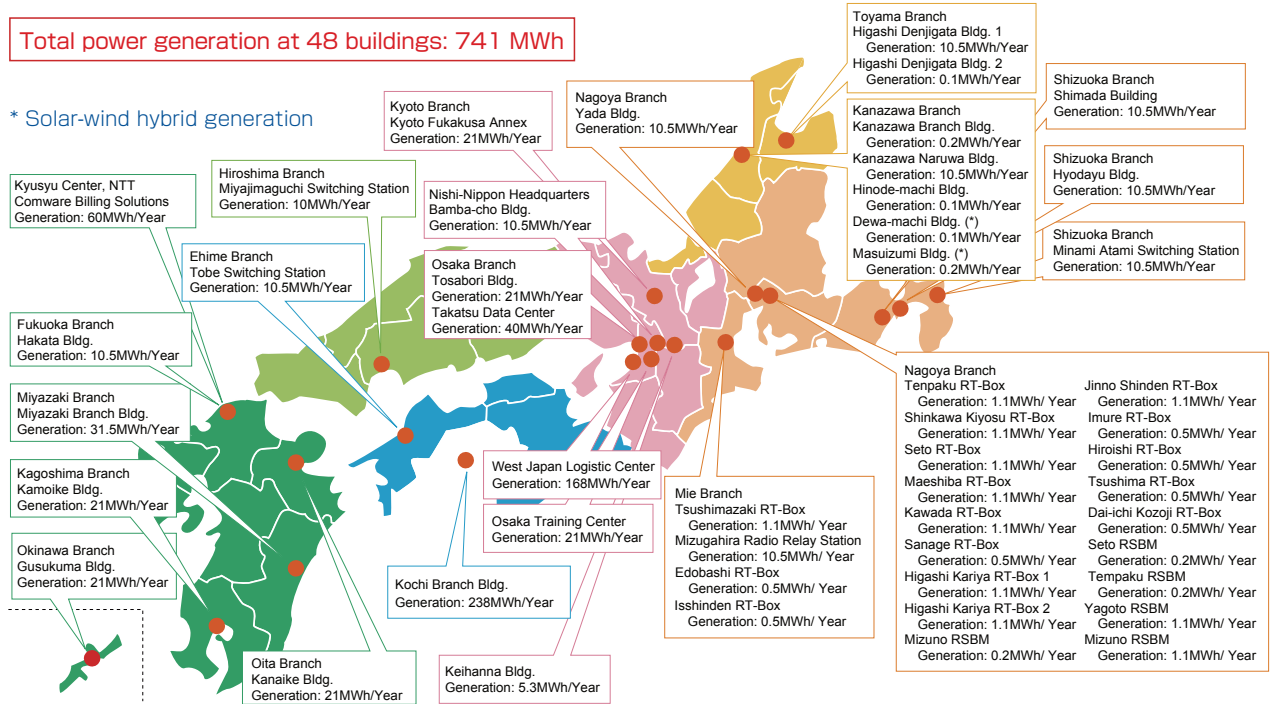 Total power generation at 48 buildings: 741 MWh
* Solar-wind hybrid generation
Kyusyu Center, NTT
Comware Billing Solutions
Generation: 60MWh/Year
Hiroshima Branch
Miyajimaguchi Switching Station
Generation: 10MWh/Year
Ehime Branch
Tobe Switching Station
Generation: 10.5MWh/Year
Fukuoka Branch
Hakata Bldg.
Generation: 10.5MWh/Year
Miyazaki Branch
Miyazaki Branch Bldg.
Generation: 31.5MWh/Year
Kagoshima Branch
Kamoike Bldg.
Generation: 21MWh/Year
Okinawa Branch
Gusukuma Bldg.
Generation: 21MWh/Year
Oita Branch
Kanaike Bldg.
Generation: 21MWh/Year
Kyoto Branch
Kyoto Fukakusa Annex
Generation: 21MWh/Year
Nishi-Nippon Headquarters
Bamba-cho Bldg.
Generation: 10.5MWh/Year
Osaka Branch
Tosabori Bldg.
Generation: 21MWh/Year
Takatsu Data Center
Generation: 40MWh/Year
West Japan Logistic Center
Generation: 168MWh/Year
Osaka Training Center
Generation: 21MWh/Year
Kochi Branch Bldg.
Generation: 238MWh/Year
Keihanna Bldg.
Generation: 5.3MWh/Year
Nagoya Branch
Yada Bldg.
Generation: 10.5MWh/Year
Toyama Branch
Higashi Denjigata Bldg. 1
Generation: 10.5MWh/Year
Higashi Denjigata Bldg. 2
Generation: 0.1MWh/Year
Kanazawa Branch
Kanazawa Branch Bldg.
Generation: 0.2MWh/Year
Kanazawa Naruwa Bldg.
Generation: 10.5MWh/Year
Hinode-machi Bldg.
Generation: 0.1MWh/Year
Dewa-machi Bldg. (*)
Generation: 0.1MWh/Year
Masuizumi Bldg. (*)
Generation: 0.2MWh/Year
Shizuoka Branch
Shimada Building
Generation: 10.5MWh/Year
Shizuoka Branch
Hyodayu Bldg.
Generation: 10.5MWh/Year
Shizuoka Branch
Minami Atami Switching Station
Generation: 10.5MWh/Year
Mie Branch
Tsushimazaki RT-Box
Generation: 1.1MWh/ Year
Mizugahira Radio Relay Station
Generation: 10.5MWh/ Year
Edobashi RT-Box
Generation: 0.5MWh/ Year
Isshinden RT-Box
Generation: 0.5MWh/ Year
Nagoya Branch
Tenpaku RT-Box
Generation: 1.1MWh/ Year
Shinkawa Kiyosu RT-Box
Generation: 1.1MWh/ Year
Seto RT-Box
Generation: 1.1MWh/ Year
Maeshiba RT-Box
Generation: 1.1MWh/ Year
Kawada RT-Box
Generation: 1.1MWh/ Year
Sanage RT-Box
Generation: 0.5MWh/ Year
Higashi Kariya RT-Box 1
Generation: 1.1MWh/ Year
Higashi Kariya RT-Box 2
Generation: 1.1MWh/ Year
Mizuno RSBM
Generation: 0.2MWh/ Year
Jinno Shinden RT-Box
Generation: 1.1MWh/ Year
Imure RT-Box
Generation: 0.5MWh/ Year
Hiroishi RT-Box
Generation: 0.5MWh/ Year
Tsushima RT-Box
Generation: 0.5MWh/ Year
Dai-ichi Kozoji RT-Box
Generation: 0.5MWh/ Year
Seto RSBM
Generation: 0.2MWh/ Year
Tempaku RSBM
Generation: 0.2MWh/ Year
Yagoto RSBM
Generation: 1.1MWh/ Year
Mizuno RSBM
Generation: 1.1MWh/ Year